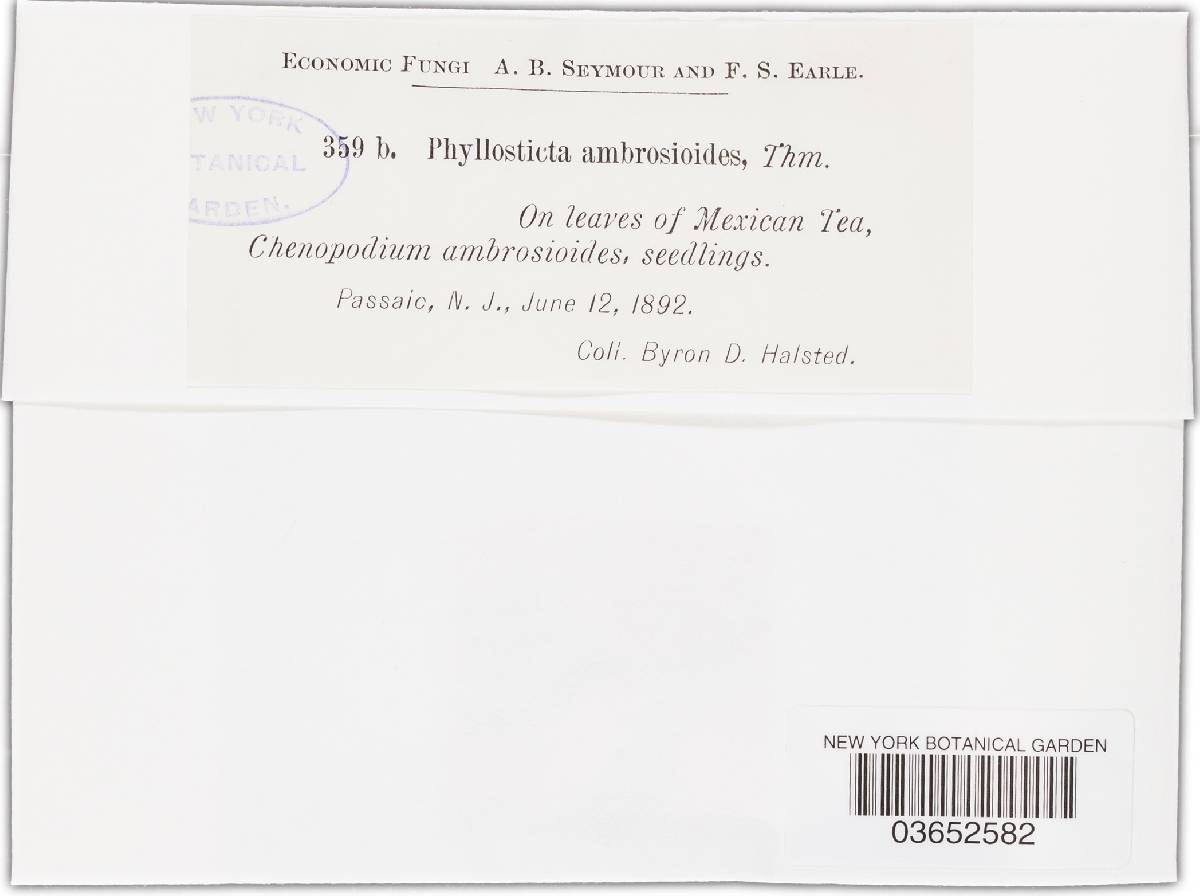 ECONOMIC FUNGI A. B. SEYMOUR AND F. S. EARLE.
W YORK
TANICAL
ARDEN.
359 b. Phyllosticta ambrosioides, Thm.
On leaves of Mexican Tea,
Chenopodium ambrosioides, seedlings.
Passaic, N. J., June 12, 1892.
Coll. Byron D. Halsted.
NEW YORK BOTANICAL GARDEN
03652582